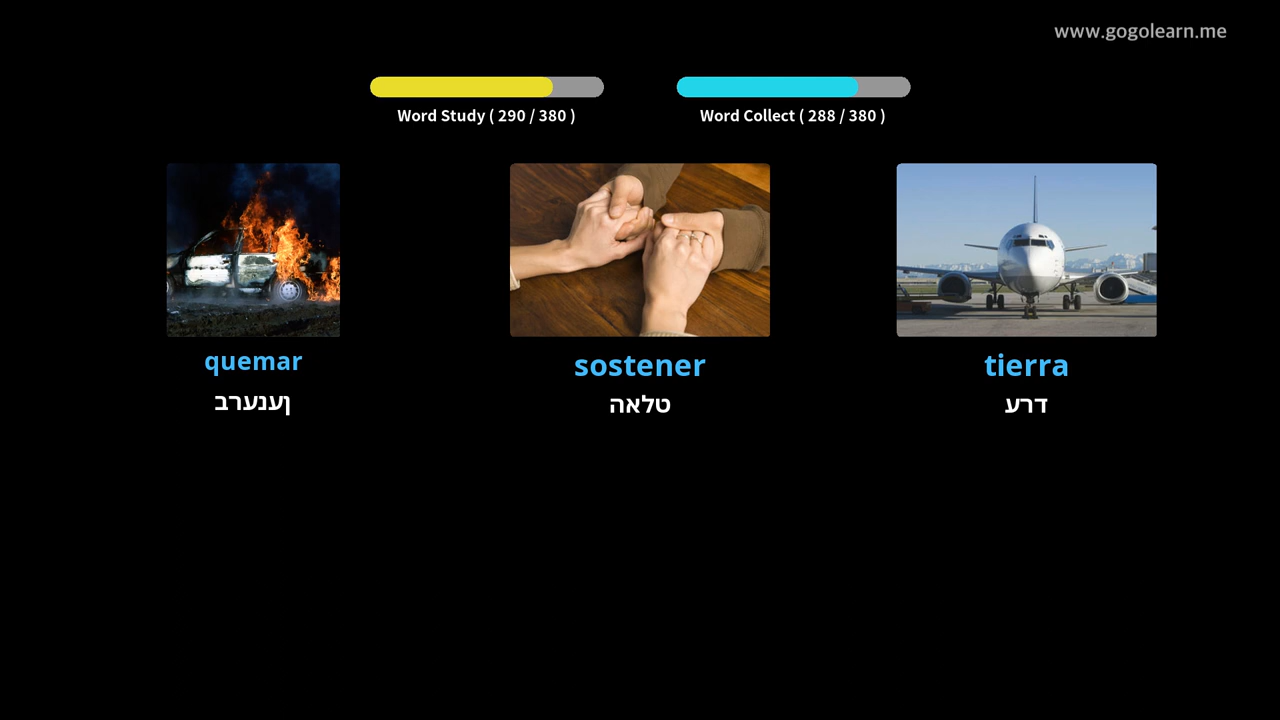 www.gogolearn.me
Word Study ( 290 / 380 )
Word Collect ( 288 / 380 )
quemar
ןענערב
sostener
טלאה
tierra
דרע